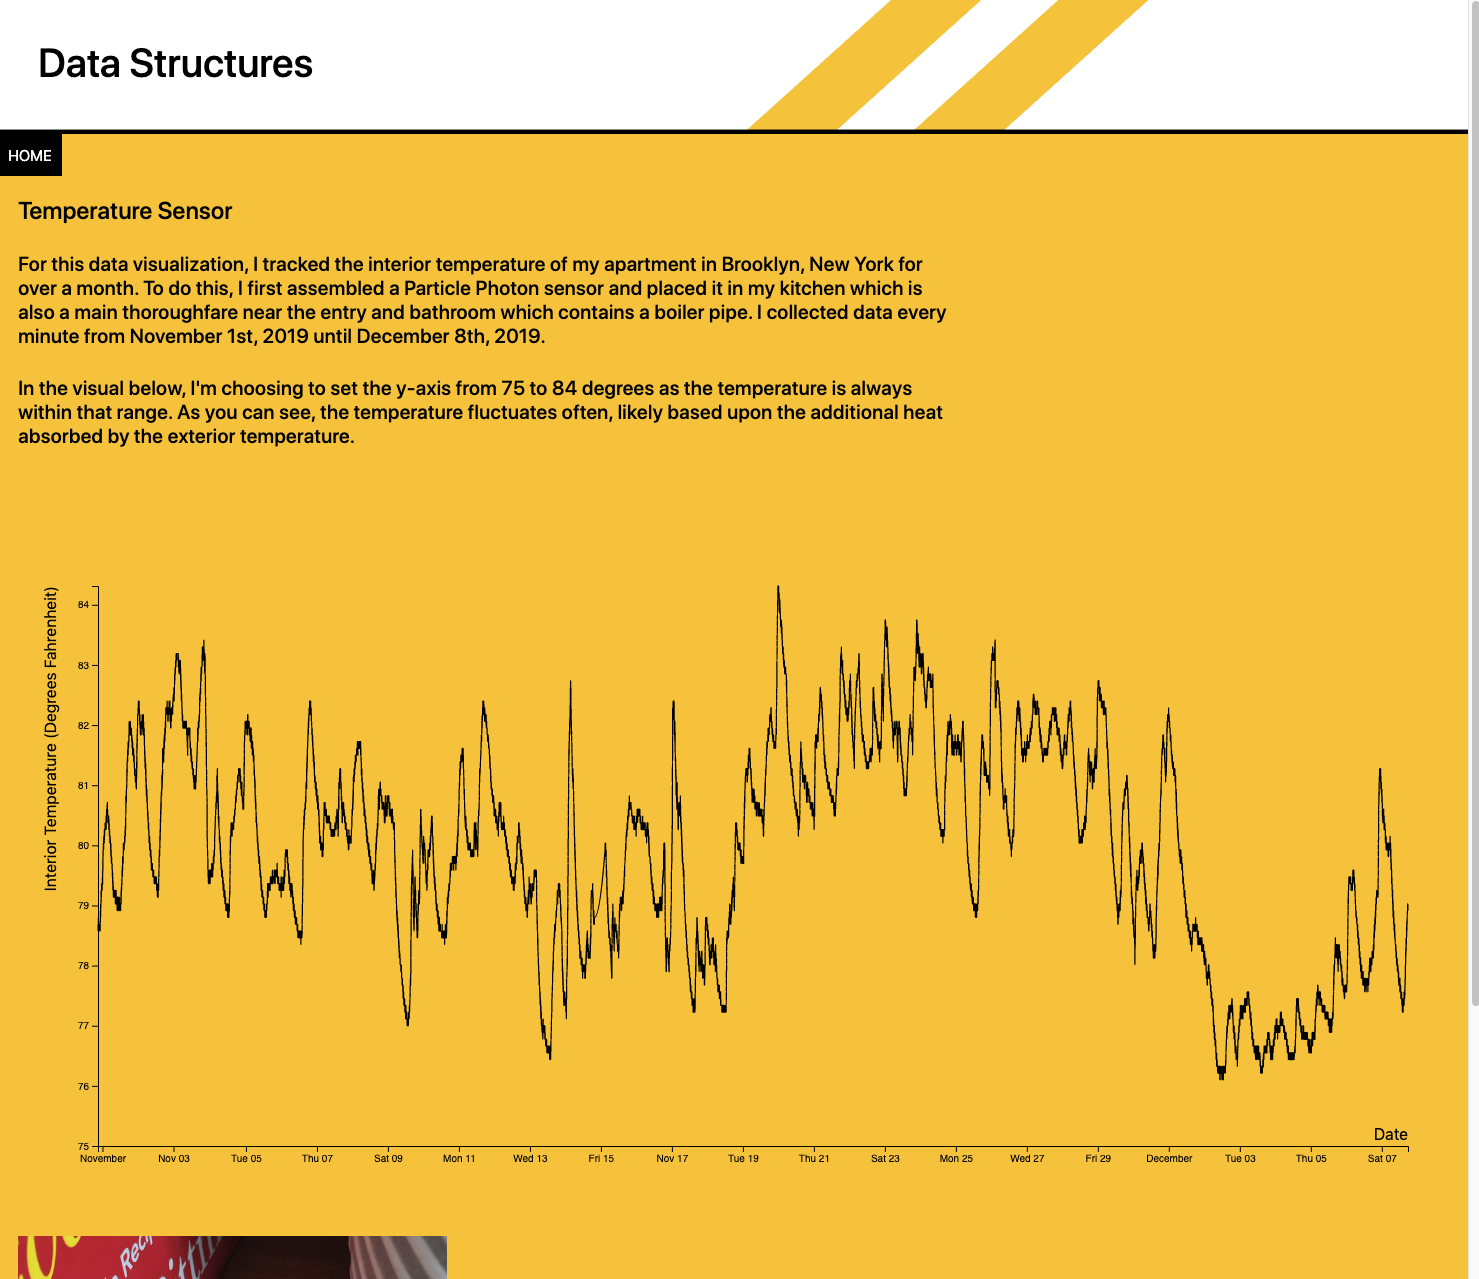 Data Structures
HOME
Temperature Sensor
For this data visualization, I tracked the interior temperature of my apartment in Brooklyn, New York for
over a month. To do this, I first assembled a Particle Photon sensor and placed it in my kitchen which is
also a main thoroughfare near the entry and bathroom which contains a boiler pipe. I collected data every
minute from November 1st, 2019 until December 8th, 2019.
In the visual below, I'm choosing to set the y-axis from 75 to 84 degrees as the temperature is always
within that range. As you can see, the temperature fluctuates often, likely based upon the additional heat
absorbed by the exterior temperature.
Interior Temperature (Degrees Fahrenheit)
84
83
82
81
80
79
78
77
76
75
Date
November Nov 03 Tue 05 Thu 07 Sat 09 Mon 11 Wed 13 Fri 15 Nov 17 Tue 19 Thu 21 Sat 23 Mon 25 Wed 27 Fri 29 December Tue 03 Thu 05 Sat 07